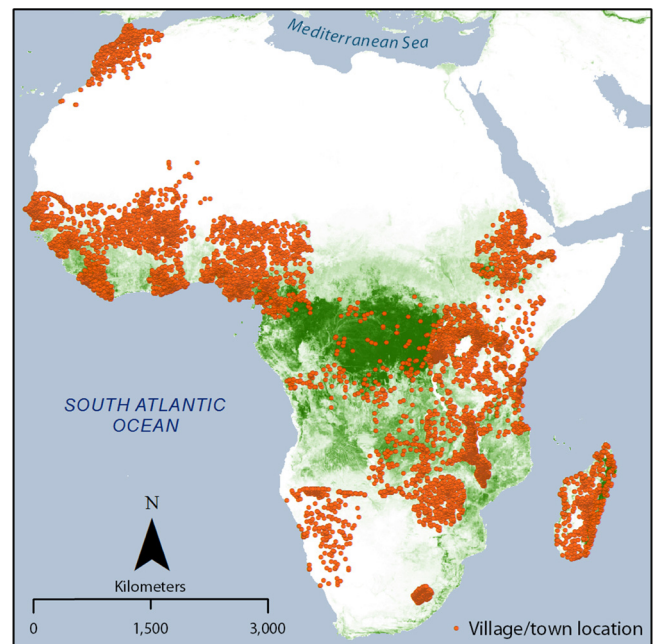 Mediterranean Sea
SOUTH ATLANTIC
OCEAN
N
Kilometers
0 1,500 3,000
Village/town location